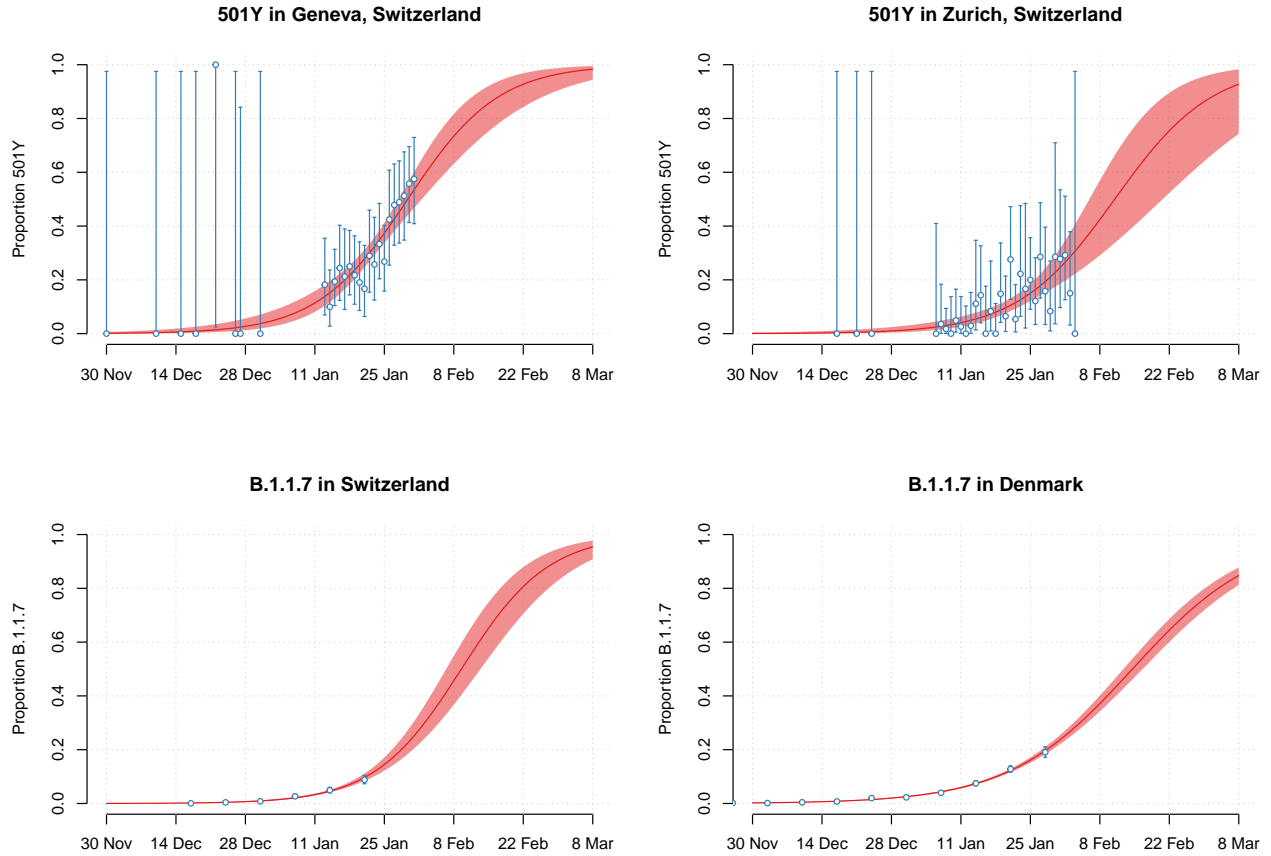 501Y in Geneva, Switzerland
Proportion 501Y
1.0
0.8
0.6
0.4
0.2
0.0
30 Nov 14 Dec 28 Dec 11 Jan 25 Jan 8 Feb 22 Feb 8 Mar
501Y in Zurich, Switzerland
Proportion 501Y
1.0
0.8
0.6
0.4
0.2
0.0
30 Nov 14 Dec 28 Dec 11 Jan 25 Jan 8 Feb 22 Feb 8 Mar
B.1.1.7 in Switzerland
Proportion B.1.1.7
1.0
0.8
0.6
0.4
0.2
0.0
30 Nov 14 Dec 28 Dec 11 Jan 25 Jan 8 Feb 22 Feb 8 Mar
B.1.1.7 in Denmark
Proportion B.1.1.7
1.0
0.8
0.6
0.4
0.2
0.0
30 Nov 14 Dec 28 Dec 11 Jan 25 Jan 8 Feb 22 Feb 8 Mar